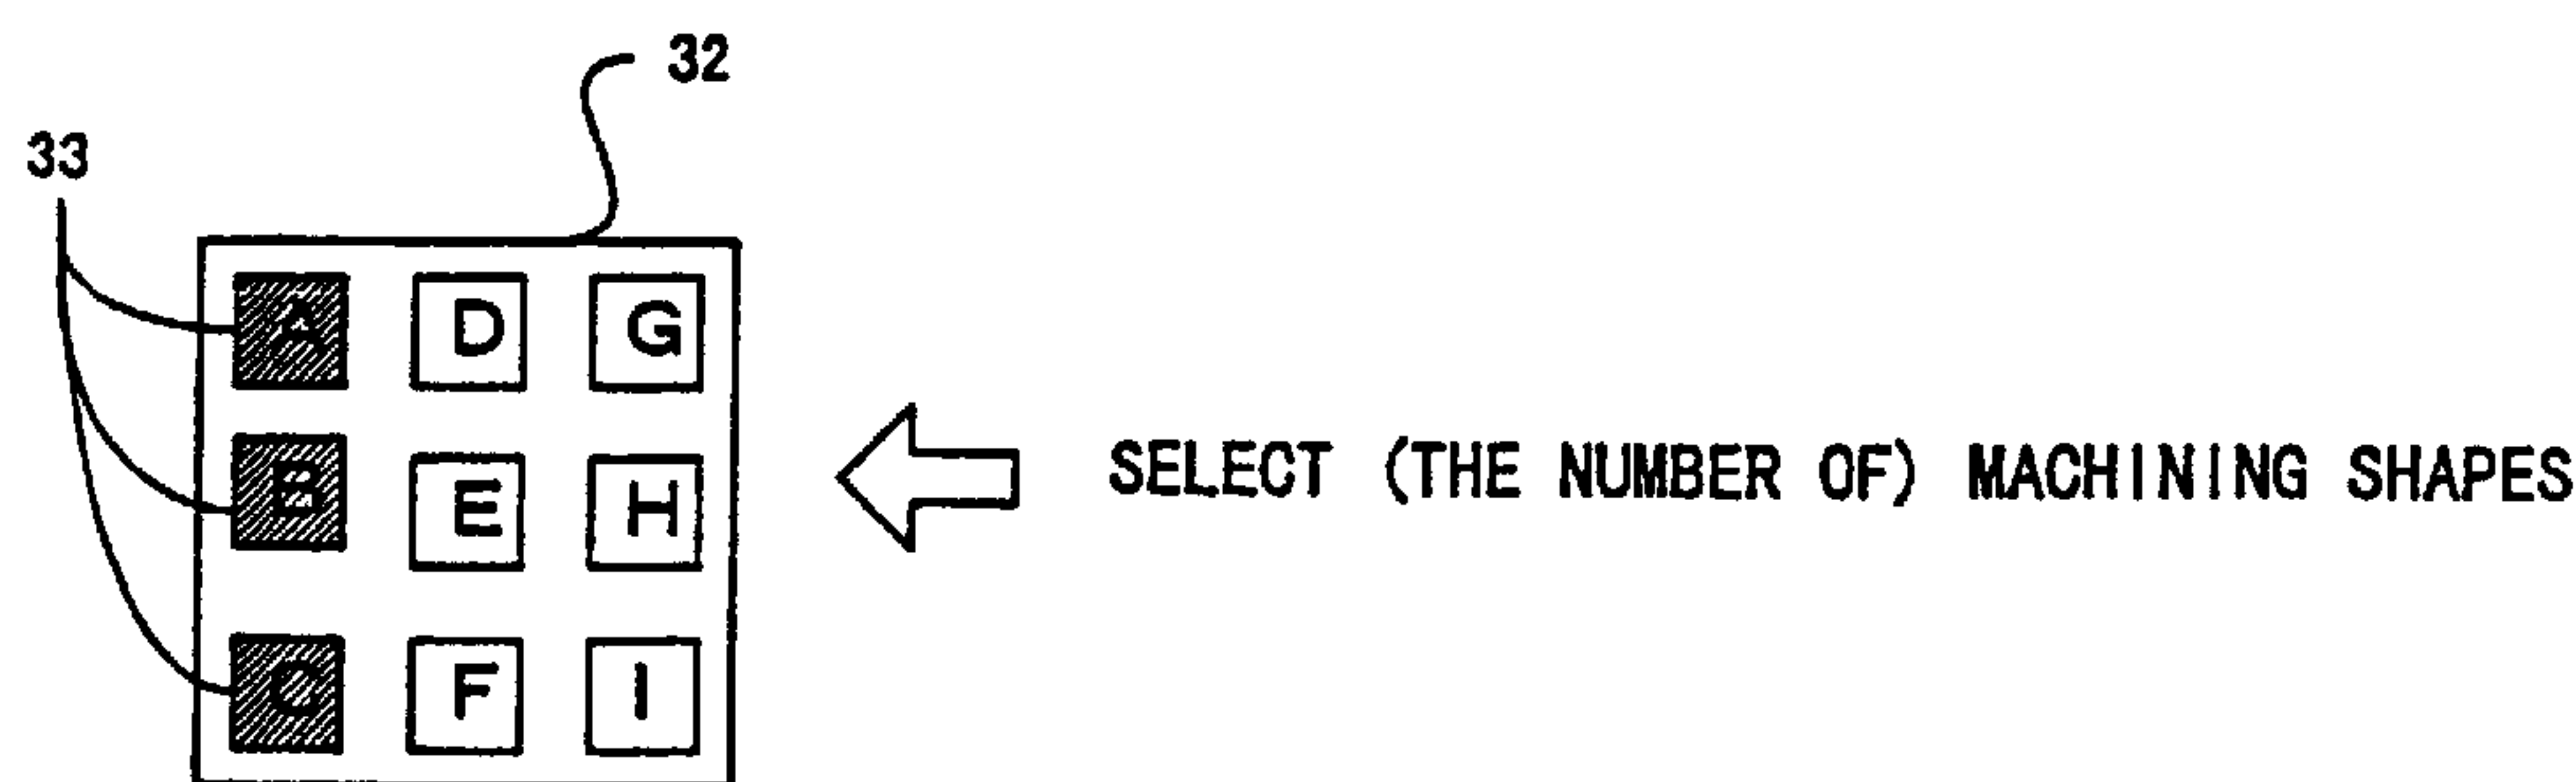 32
33
A D G
B E H
SELECT (THE NUMBER OF) MACHINING SHAPES
C F I